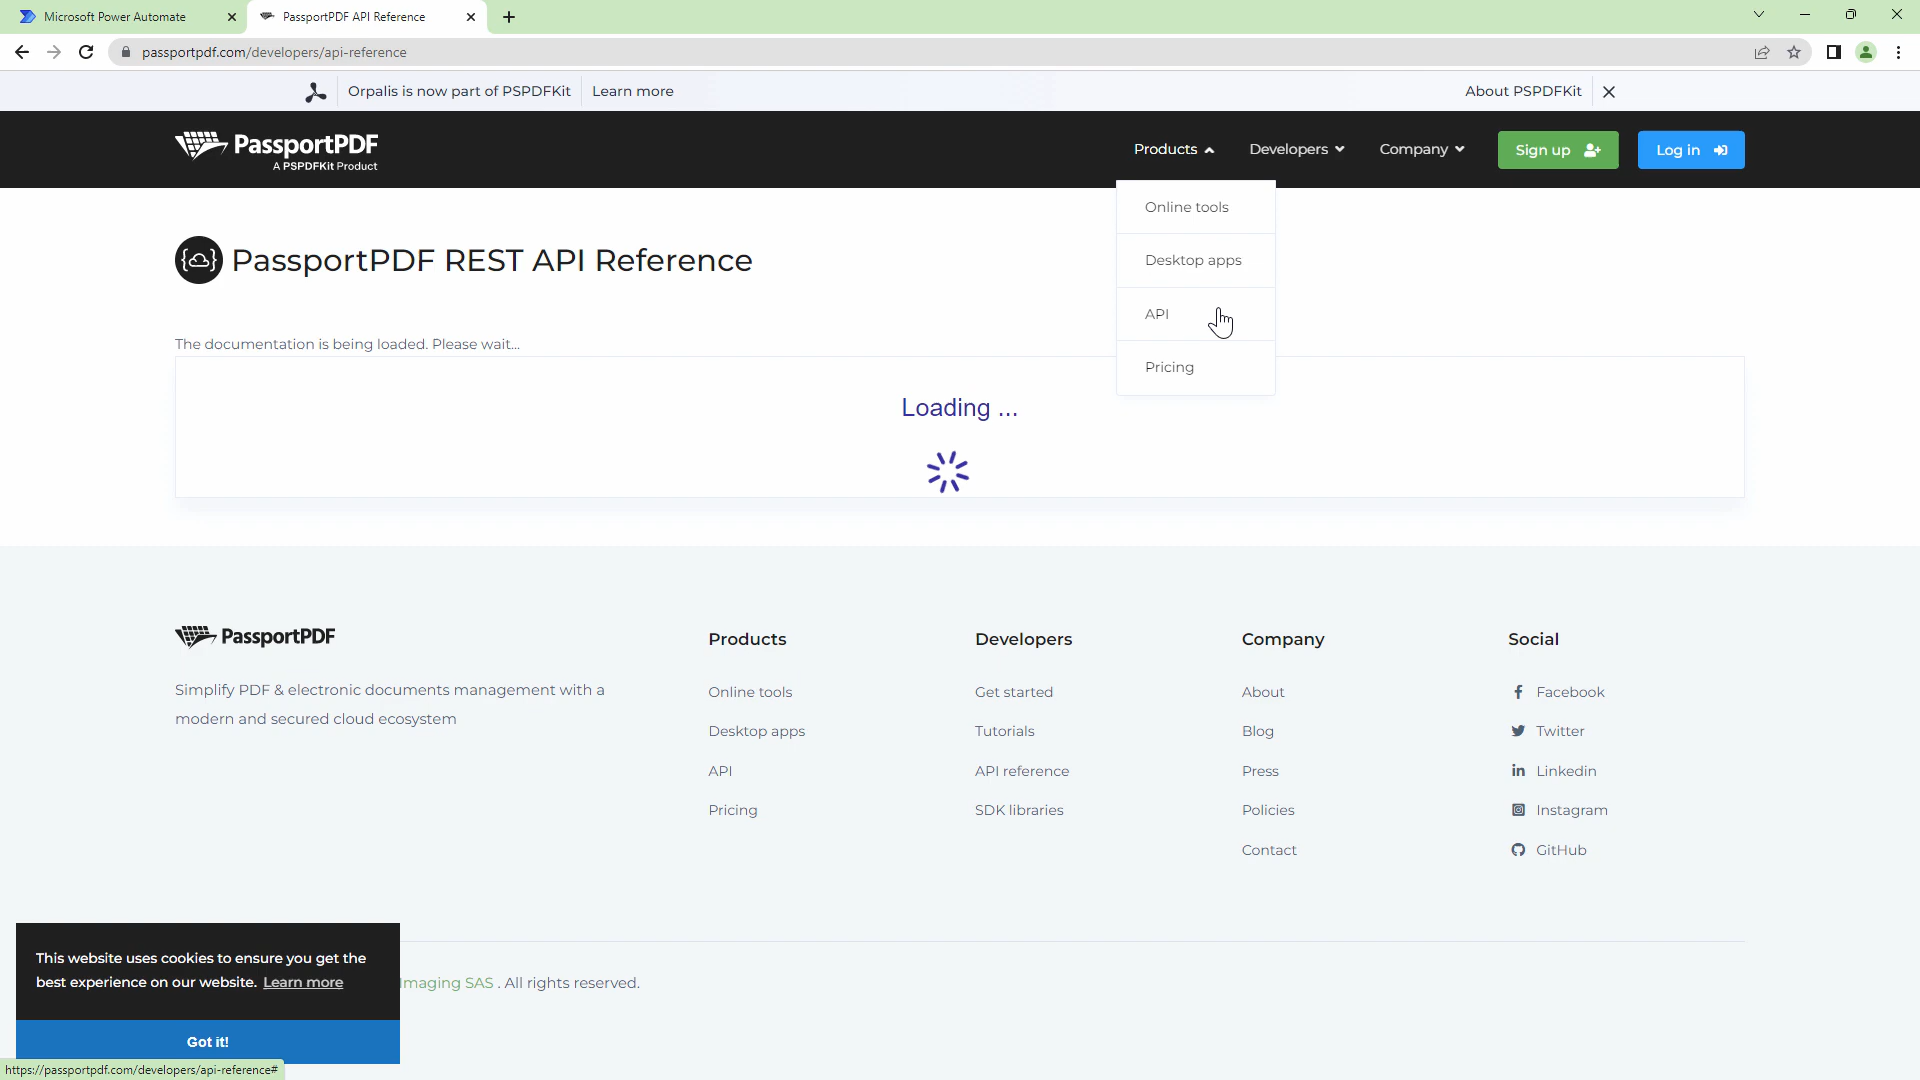 Microsoft Power Automate
PassportPDF API Reference
passportpdf.com/developers/api-reference
Orpalis is now part of PSPDFKit
Learn more
About PSPDFKit
PassportPDF
A PSPDFKit Product
Products
Developers
Company
Sign up
Log in
Online tools
Desktop apps
API
Pricing
PassportPDF REST API Reference
The documentation is being loaded. Please wait...
Loading ...
PassportPDF
Simplify PDF & electronic documents management with a
modern and secured cloud ecosystem
Products
Online tools
Desktop apps
API
Pricing
Developers
Get started
Tutorials
API reference
SDK libraries
Company
About
Blog
Press
Policies
Contact
Social
Facebook
Twitter
Linkedin
Instagram
GitHub
This website uses cookies to ensure you get the
best experience on our website. Learn more
Got it!
Imaging SAS . All rights reserved.
https://passportpdf.com/developers/api-reference#